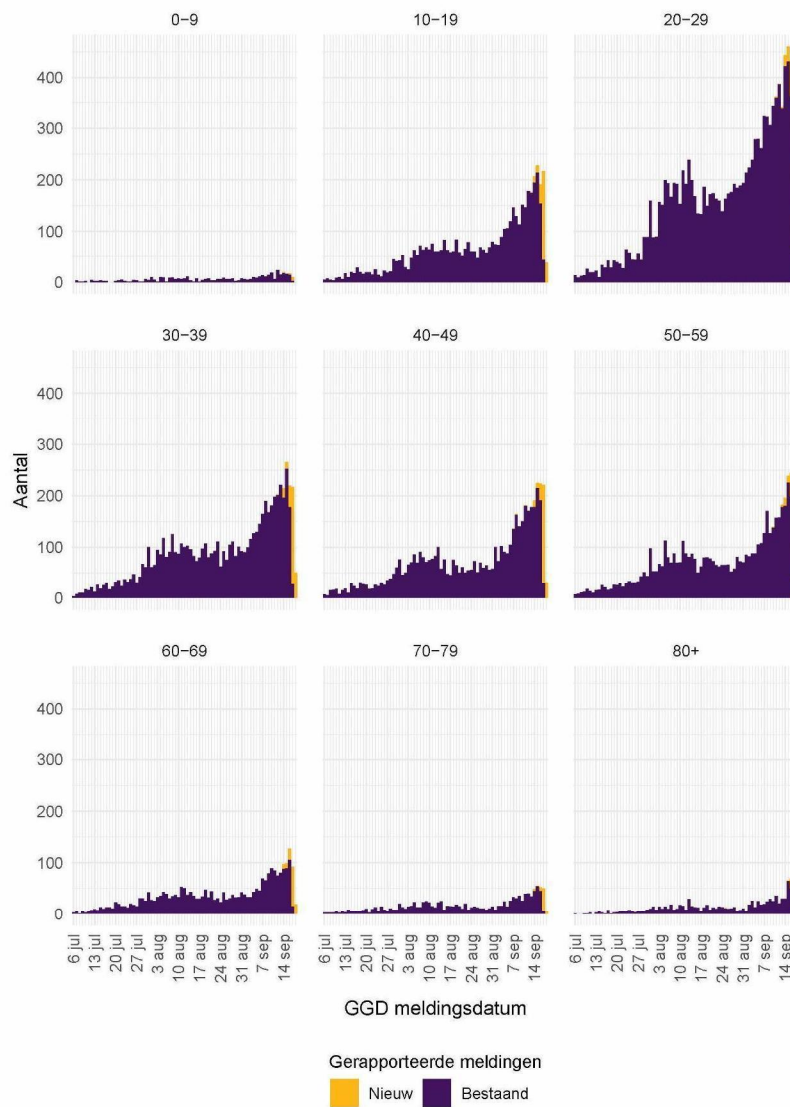 0−9
10−19
20−29
400
300
200
100
0
30−39
40−49
50−59
400
300
200
100
0
Aantal
60−69
70−79
80+
400
300
200
100
0
6 jul
13 jul
20 jul
27 jul
3 aug
10 aug
17 aug
24 aug
31 aug
7 sep
14 sep
6 jul
13 jul
20 jul
27 jul
3 aug
10 aug
17 aug
24 aug
31 aug
7 sep
14 sep
6 jul
13 jul
20 jul
27 jul
3 aug
10 aug
17 aug
24 aug
31 aug
7 sep
14 sep
GGD meldingsdatum
Gerapporteerde meldingen
Nieuw
Bestaand